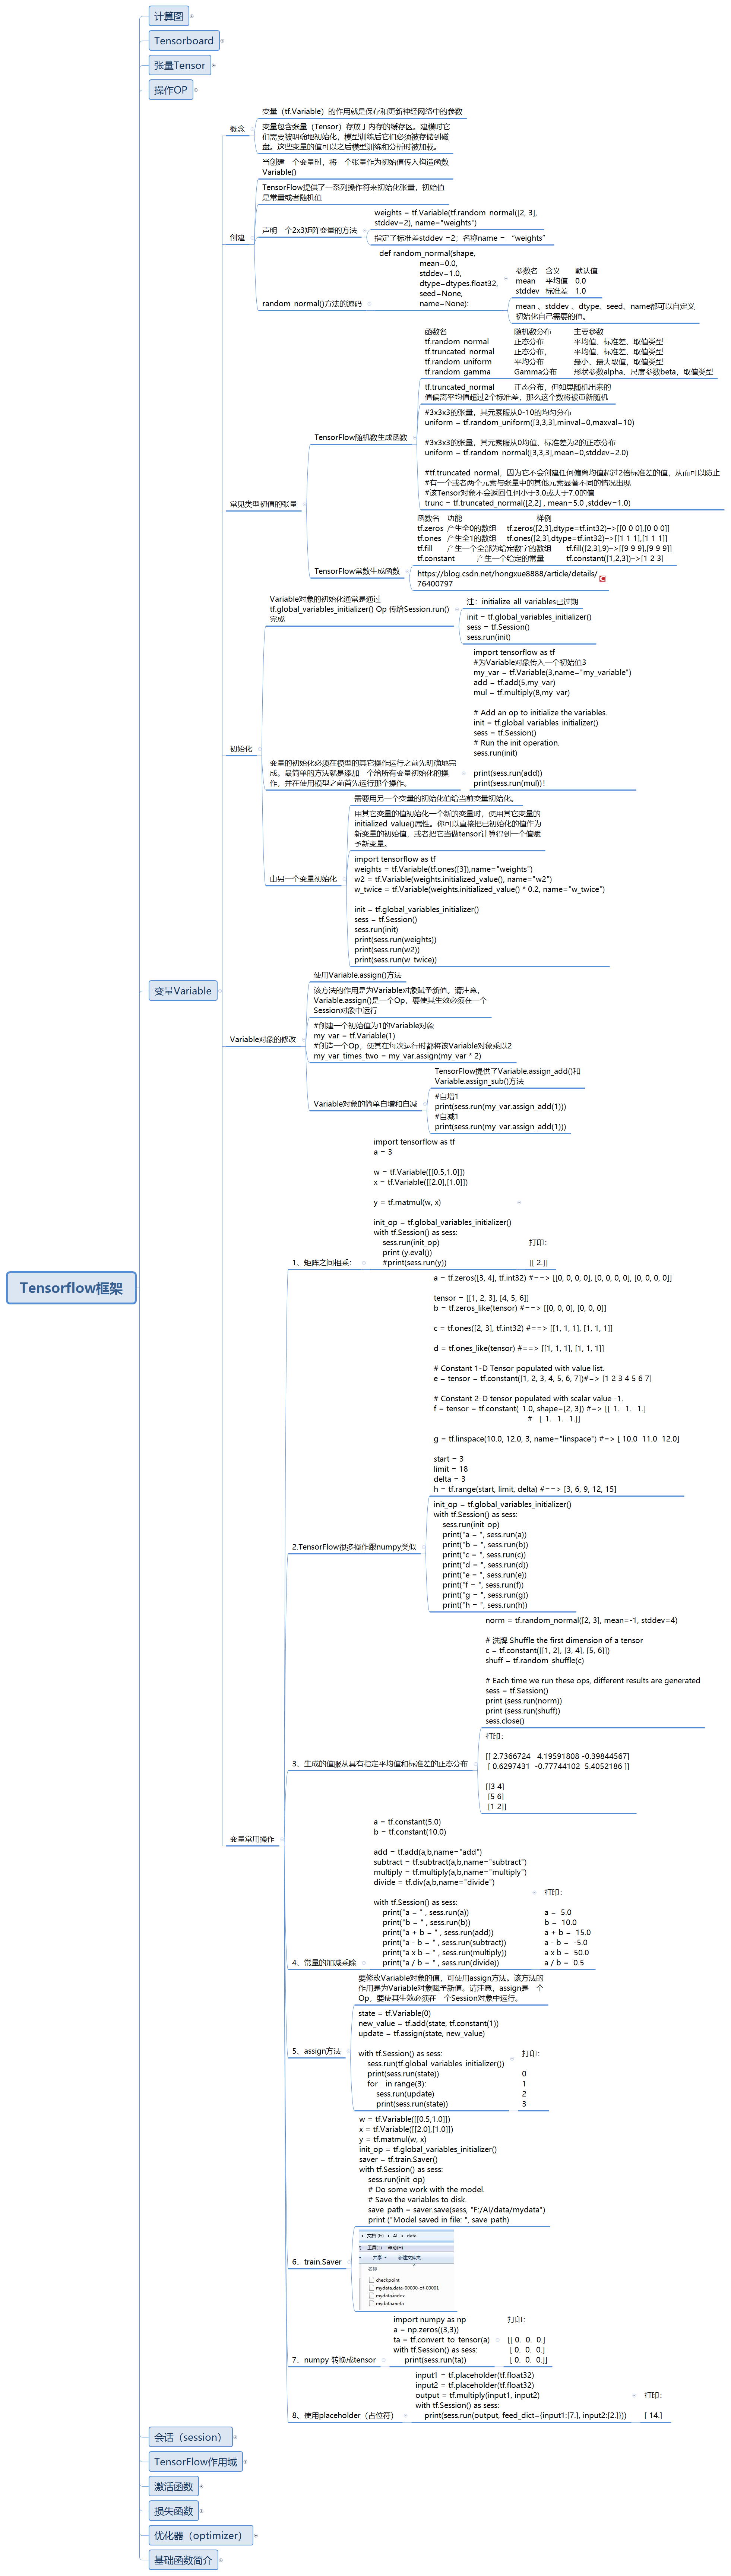 Tensorflow框架
计算图
Tensorboard
张量Tensor
操作OP
变量Variable
概念
变量（tf.Variable）的作用就是保存和更新神经网络中的参数
变量包含张量（Tensor）存放于内存的缓存区。建模时它
们需要被明确地初始化，模型训练后它们必须被存储到磁
盘。这些变量的值可以之后模型训练和分析时被加载。
创建
当创建一个变量时，将一个张量作为初始值传入构造函数
Variable()
TensorFlow提供了一系列操作符来初始化张量，初始值
是常量或者随机值
声明一个2x3矩阵变量的方法
weights = tf.Variable(tf.random_normal([2, 3],
stddev=2), name="weights")
指定了标准差stddev =2；名称name = “weights”
random_normal()方法的源码
def random_normal(shape,
mean=0.0,
stddev=1.0,
dtype=dtypes.float32,
seed=None,
name=None):
参数名 含义 默认值
mean 平均值 0.0
stddev 标准差 1.0
mean 、stddev 、dtype、seed、name都可以自定义
初始化自己需要的值。
常见类型初值的张量
TensorFlow随机数生成函数
函数名 随机数分布 主要参数
tf.random_normal 正态分布 平均值、标准差、取值类型
tf.truncated_normal 正态分布， 平均值、标准差、取值类型
tf.random_uniform 平均分布 最小、最大取值，取值类型
tf.random_gamma Gamma分布 形状参数alpha、尺度参数beta，取值类型
tf.truncated_normal 正态分布，但如果随机出来的
值偏离平均值超过2个标准差，那么这个数将被重新随机
#3x3x3的张量，其元素服从0-10的均匀分布
uniform = tf.random_uniform([3,3,3],minval=0,maxval=10)
#3x3x3的张量，其元素服从0均值、标准差为2的正态分布
uniform = tf.random_normal([3,3,3],mean=0,stddev=2.0)
#tf.truncated_normal，因为它不会创建任何偏离均值超过2倍标准差的值，从而可以防止
#有一个或者两个元素与张量中的其他元素显著不同的情况出现
#该Tensor对象不会返回任何小于3.0或大于7.0的值
trunc = tf.truncated_normal([2,2] , mean=5.0 ,stddev=1.0)
TensorFlow常数生成函数
函数名 功能 样例
tf.zeros 产生全0的数组 tf.zeros([2,3],dtype=tf.int32)-->[[0 0 0],[0 0 0]]
tf.ones 产生全1的数组 tf.ones([2,3],dtype=tf.int32)-->[[1 1 1],[1 1 1]]
tf.fill 产生一个全部为给定数字的数组 tf.fill([2,3],9)-->[[9 9 9],[9 9 9]]
tf.constant 产生一个给定的常量 tf.constant([1,2,3])-->[1 2 3]
https://blog.csdn.net/hongxue8888/article/details/
76400797
初始化
Variable对象的初始化通常是通过
tf.global_variables_initializer() Op 传给Session.run()
完成
注：initialize_all_variables已过期
init = tf.global_variables_initializer()
sess = tf.Session()
sess.run(init)
变量的初始化必须在模型的其它操作运行之前先明确地完
成。最简单的方法就是添加一个给所有变量初始化的操
作，并在使用模型之前首先运行那个操作。
import tensorflow as tf
#为Variable对象传入一个初始值3
my_var = tf.Variable(3,name="my_variable")
add = tf.add(5,my_var)
mul = tf.multiply(8,my_var)
# Add an op to initialize the variables.
init = tf.global_variables_initializer()
sess = tf.Session()
# Run the init operation.
sess.run(init)
print(sess.run(add))
print(sess.run(mul))!
由另一个变量初始化
需要用另一个变量的初始化值给当前变量初始化。
用其它变量的值初始化一个新的变量时，使用其它变量的
initialized_value()属性。你可以直接把已初始化的值作为
新变量的初始值，或者把它当做tensor计算得到一个值赋
予新变量。
import tensorflow as tf
weights = tf.Variable(tf.ones([3]),name="weights")
w2 = tf.Variable(weights.initialized_value(), name="w2")
w_twice = tf.Variable(weights.initialized_value() * 0.2, name="w_twice")
init = tf.global_variables_initializer()
sess = tf.Session()
sess.run(init)
print(sess.run(weights))
print(sess.run(w2))
print(sess.run(w_twice))
Variable对象的修改
使用Variable.assign()方法
该方法的作用是为Variable对象赋予新值。请注意，
Variable.assign()是一个Op，要使其生效必须在一个
Session对象中运行
#创建一个初始值为1的Variable对象
my_var = tf.Variable(1)
#创造一个Op，使其在每次运行时都将该Variable对象乘以2
my_var_times_two = my_var.assign(my_var * 2)
Variable对象的简单自增和自减
TensorFlow提供了Variable.assign_add()和
Variable.assign_sub()方法
#自增1
print(sess.run(my_var.assign_add(1)))
#自减1
print(sess.run(my_var.assign_add(1)))
变量常用操作
1、矩阵之间相乘：
import tensorflow as tf
a = 3
w = tf.Variable([[0.5,1.0]])
x = tf.Variable([[2.0],[1.0]])
y = tf.matmul(w, x)
init_op = tf.global_variables_initializer()
with tf.Session() as sess:
sess.run(init_op)
print (y.eval())
#print(sess.run(y))
打印：
[[ 2.]]
2.TensorFlow很多操作跟numpy类似
a = tf.zeros([3, 4], tf.int32) #==> [[0, 0, 0, 0], [0, 0, 0, 0], [0, 0, 0, 0]]
tensor = [[1, 2, 3], [4, 5, 6]]
b = tf.zeros_like(tensor) #==> [[0, 0, 0], [0, 0, 0]]
c = tf.ones([2, 3], tf.int32) #==> [[1, 1, 1], [1, 1, 1]]
d = tf.ones_like(tensor) #==> [[1, 1, 1], [1, 1, 1]]
# Constant 1-D Tensor populated with value list.
e = tensor = tf.constant([1, 2, 3, 4, 5, 6, 7])#=> [1 2 3 4 5 6 7]
# Constant 2-D tensor populated with scalar value -1.
f = tensor = tf.constant(-1.0, shape=[2, 3]) #=> [[-1. -1. -1.]
# [-1. -1. -1.]]
g = tf.linspace(10.0, 12.0, 3, name="linspace") #=> [ 10.0 11.0 12.0]
start = 3
limit = 18
delta = 3
h = tf.range(start, limit, delta) #==> [3, 6, 9, 12, 15]
init_op = tf.global_variables_initializer()
with tf.Session() as sess:
sess.run(init_op)
print("a = ", sess.run(a))
print("b = ", sess.run(b))
print("c = ", sess.run(c))
print("d = ", sess.run(d))
print("e = ", sess.run(e))
print("f = ", sess.run(f))
print("g = ", sess.run(g))
print("h = ", sess.run(h))
3、生成的值服从具有指定平均值和标准差的正态分布
norm = tf.random_normal([2, 3], mean=-1, stddev=4)
# 洗牌 Shuffle the first dimension of a tensor
c = tf.constant([[1, 2], [3, 4], [5, 6]])
shuff = tf.random_shuffle(c)
# Each time we run these ops, different results are generated
sess = tf.Session()
print (sess.run(norm))
print (sess.run(shuff))
sess.close()
打印：
[[ 2.7366724 4.19591808 -0.39844567]
[ 0.6297431 -0.77744102 5.4052186 ]]
[[3 4]
[5 6]
[1 2]]
4、常量的加减乘除
a = tf.constant(5.0)
b = tf.constant(10.0)
add = tf.add(a,b,name="add")
subtract = tf.subtract(a,b,name="subtract")
multiply = tf.multiply(a,b,name="multiply")
divide = tf.div(a,b,name="divide")
with tf.Session() as sess:
print("a = " , sess.run(a))
print("b = " , sess.run(b))
print("a + b = " , sess.run(add))
print("a - b = " , sess.run(subtract))
print("a x b = " , sess.run(multiply))
print("a / b = " , sess.run(divide))
打印：
a = 5.0
b = 10.0
a + b = 15.0
a - b = -5.0
a x b = 50.0
a / b = 0.5
5、assign方法
要修改Variable对象的值，可使用assign方法。该方法的
作用是为Variable对象赋予新值。请注意，assign是一个
Op，要使其生效必须在一个Session对象中运行。
state = tf.Variable(0)
new_value = tf.add(state, tf.constant(1))
update = tf.assign(state, new_value)
with tf.Session() as sess:
sess.run(tf.global_variables_initializer())
print(sess.run(state))
for _ in range(3):
sess.run(update)
print(sess.run(state))
打印：
0
1
2
3
6、train.Saver
w = tf.Variable([[0.5,1.0]])
x = tf.Variable([[2.0],[1.0]])
y = tf.matmul(w, x)
init_op = tf.global_variables_initializer()
saver = tf.train.Saver()
with tf.Session() as sess:
sess.run(init_op)
# Do some work with the model.
# Save the variables to disk.
save_path = saver.save(sess, "F:/AI/data/mydata")
print ("Model saved in file: ", save_path)
文档 (F:) AI data
工具(T) 帮助(H)
共享 新建文件夹
名称
checkpoint
mydata.data-00000-of-00001
mydata.index
mydata.meta
7、numpy 转换成tensor
import numpy as np
a = np.zeros((3,3))
ta = tf.convert_to_tensor(a)
with tf.Session() as sess:
print(sess.run(ta))
打印：
[[ 0. 0. 0.]
[ 0. 0. 0.]
[ 0. 0. 0.]]
8、使用placeholder（占位符）
input1 = tf.placeholder(tf.float32)
input2 = tf.placeholder(tf.float32)
output = tf.multiply(input1, input2)
with tf.Session() as sess:
print(sess.run(output, feed_dict={input1:[7.], input2:[2.]}))
打印：
[ 14.]
会话（session）
TensorFlow作用域
激活函数
损失函数
优化器（optimizer）
基础函数简介